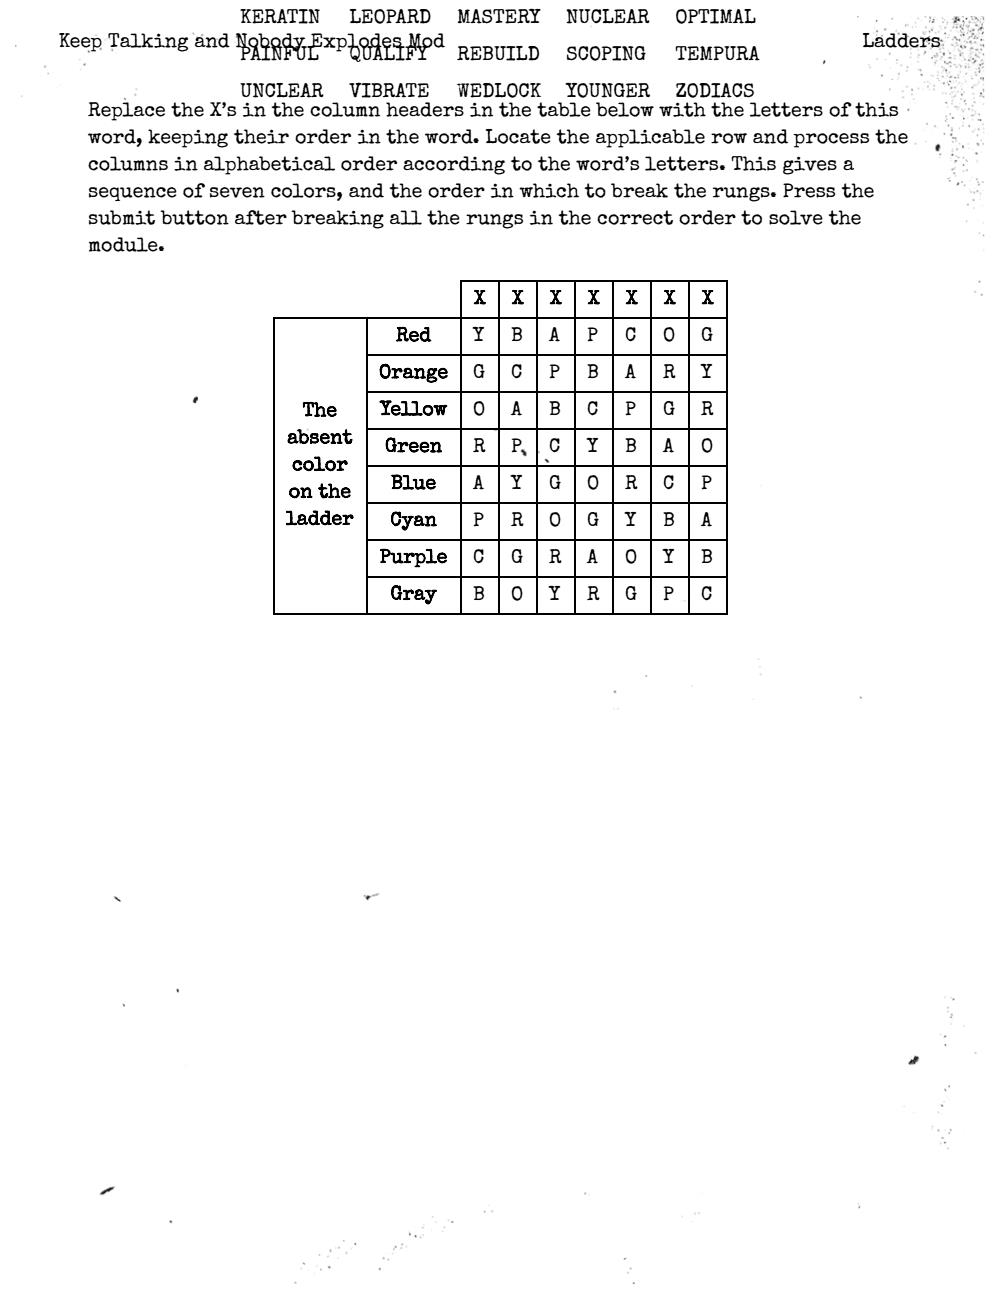 KERATIN LEOPARD MASTERY NUCLEAR OPTIMAL
Keep Talking and Nobody Explodes Mod Ladders
PAINFUL QUALIFY REBUILD SCOPING TEMPURA
UNCLEAR VIBRATE WEDLOCK YOUNGER ZODIACS
Replace the X's in the column headers in the table below with the letters of this
word, keeping their order in the word. Locate the applicable row and process the
columns in alphabetical order according to the word's letters. This gives a
sequence of seven colors, and the order in which to break the rungs. Press the
submit button after breaking all the rungs in the correct order to solve the
module.
X X X X X X X
The absent color on the ladder
Red Y B A P C O G
Orange G C P B A R Y
Yellow O A B C P G R
Green R P C Y B A O
Blue A Y G O R C P
Cyan P R O G Y B A
Purple C G R A O Y B
Gray B O Y R G P C